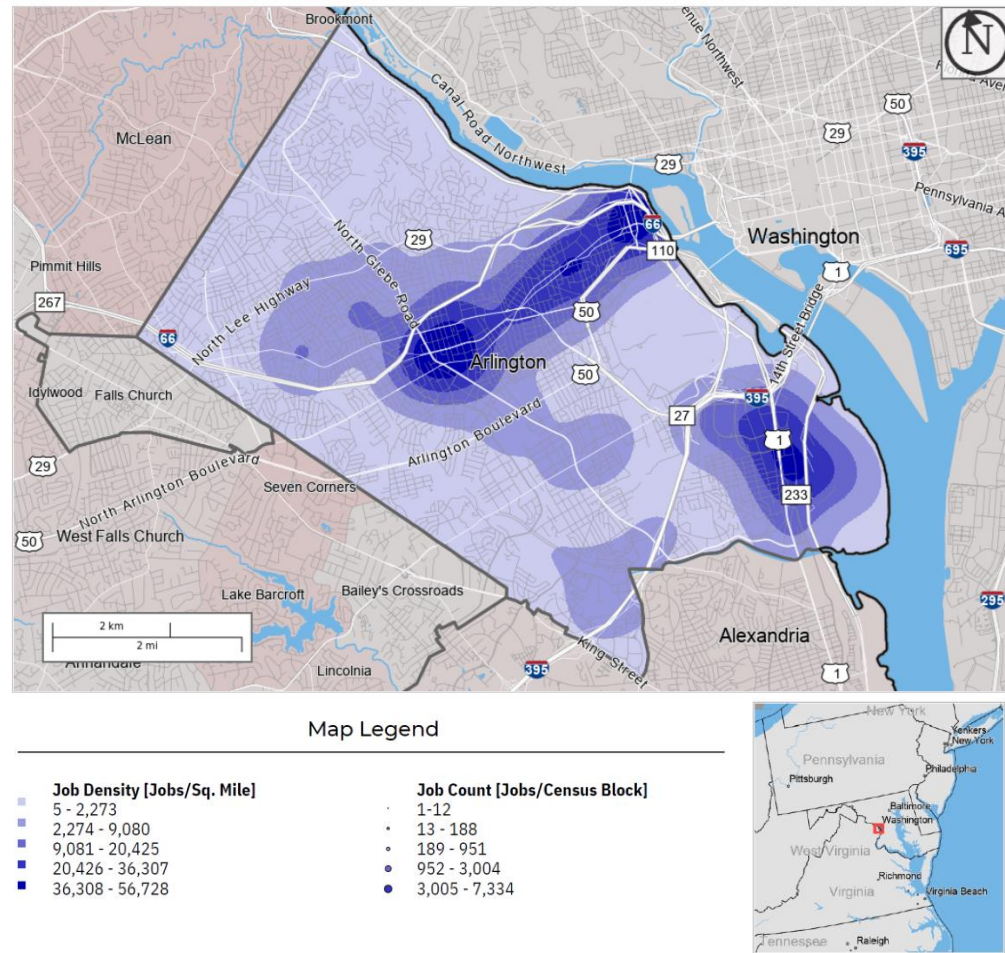 Brookmont
N
enue Northwest
Florida Ave
50
29
395
McLean
Canal Road Northwest
29
Pennsylvania A
29
North Glebe Road
66
Washington
110
695
Pimmit Hills
1
267
North Lee Highway
50
14th Street Bridge
66
Arlington
50
Idylwood
Falls Church
395
27
1
Arlington Boulevard
29
North Arlington Boulevard
Seven Corners
233
50
West Falls Church
Lake Barcroft
Bailey's Crossroads
295
2 km
2 mi
Alexandria
King Street
Annandale
Lincolnia
395
1
Map Legend
Job Density [Jobs/Sq. Mile]
5 - 2,273
2,274 - 9,080
9,081 - 20,425
20,426 - 36,307
36,308 - 56,728
Job Count [Jobs/Census Block]
1-12
13 - 188
189 - 951
952 - 3,004
3,005 - 7,334
New York
Yonkers
New York
Pennsylvania
Pittsburgh
Philadelphia
Baltimore
Washington
West Virginia
Richmond
Virginia
Virginia Beach
Tennessee
Raleigh